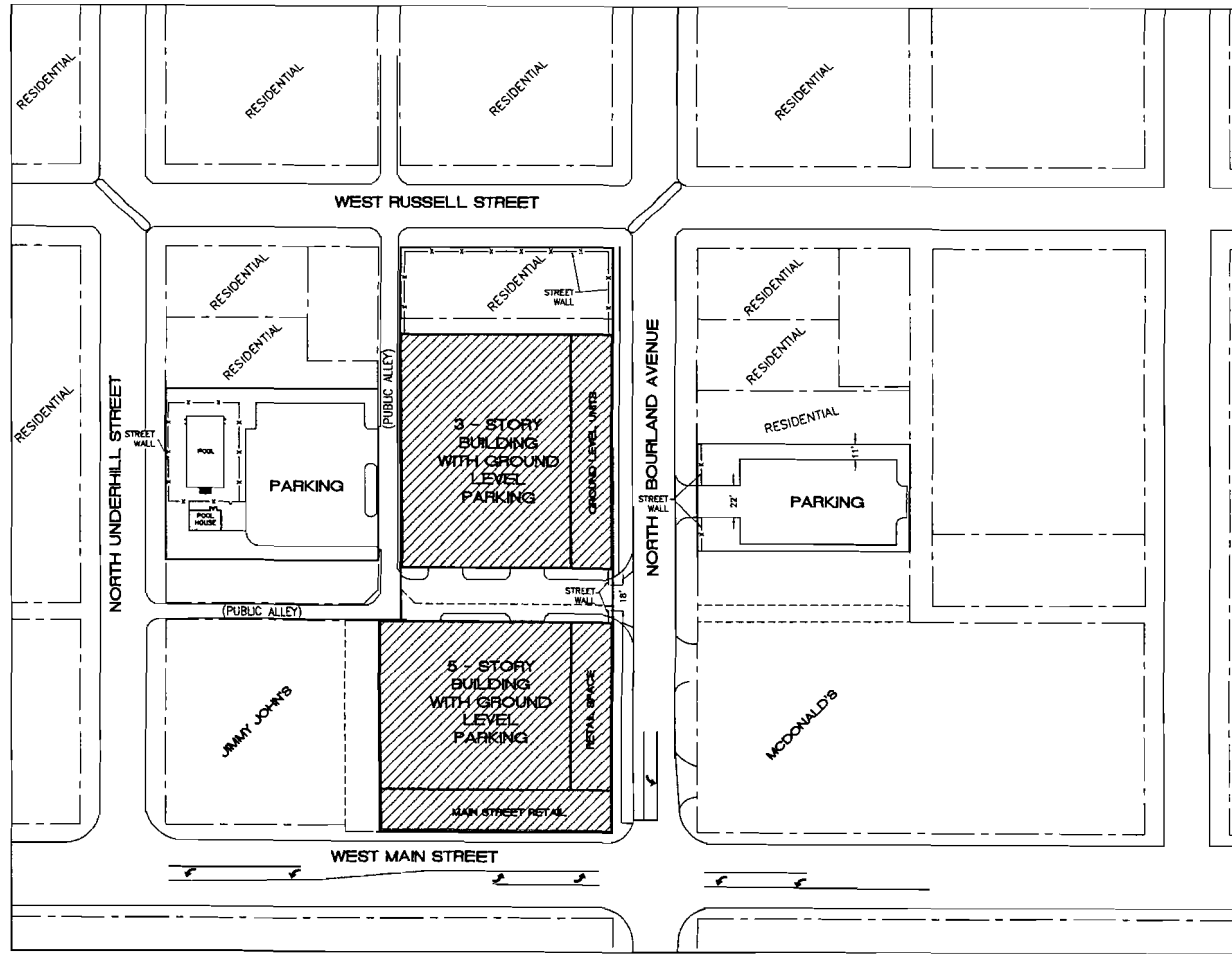 RESIDENTIAL
RESIDENTIAL
RESIDENTIAL
RESIDENTIAL
WEST RUSSELL STREET
RESIDENTIAL
RESIDENTIAL
RESIDENTIAL
STREET
WALL
RESIDENTIAL
RESIDENTIAL
RESIDENTIAL
RESIDENTIAL
NORTH UNDERHILL STREET
STREET
WALL
POOL
POOL
HOUSE
PARKING
(PUBLIC ALLEY)
3 - STORY
BUILDING
WITH GROUND
LEVEL
PARKING
GROUND LEVEL UNITS
NORTH BOURLAND AVENUE
STREET
WALL
22'
11'
PARKING
(PUBLIC ALLEY)
STREET
WALL
18'
JIMMY JOHN'S
5 - STORY
BUILDING
WITH GROUND
LEVEL
PARKING
RETAIL SPACE
MAIN STREET RETAIL
MCDONALD'S
WEST MAIN STREET